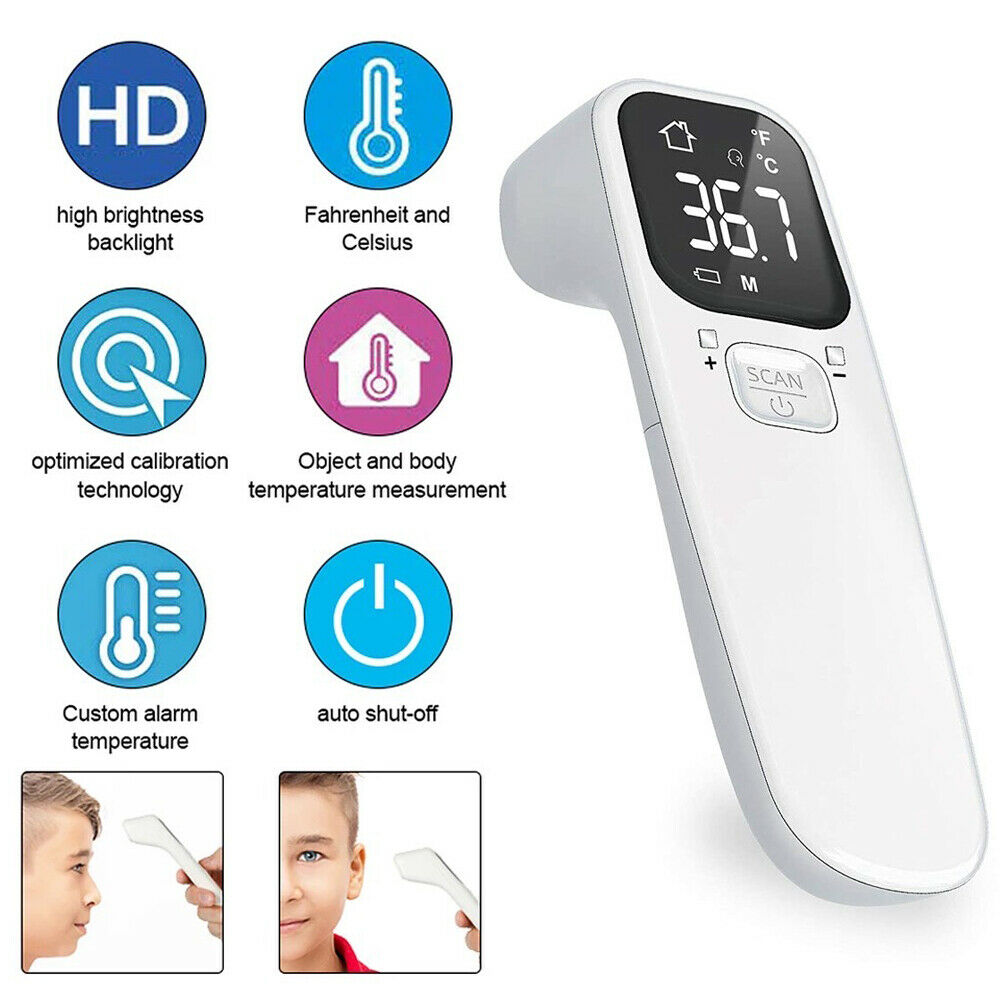 HD
high brightness
backlight
Fahrenheit and
Celsius
optimized calibration
technology
Object and body
temperature measurement
Custom alarm
temperature
auto shut-off
°F
°C
36.7
M
+
SCAN
-